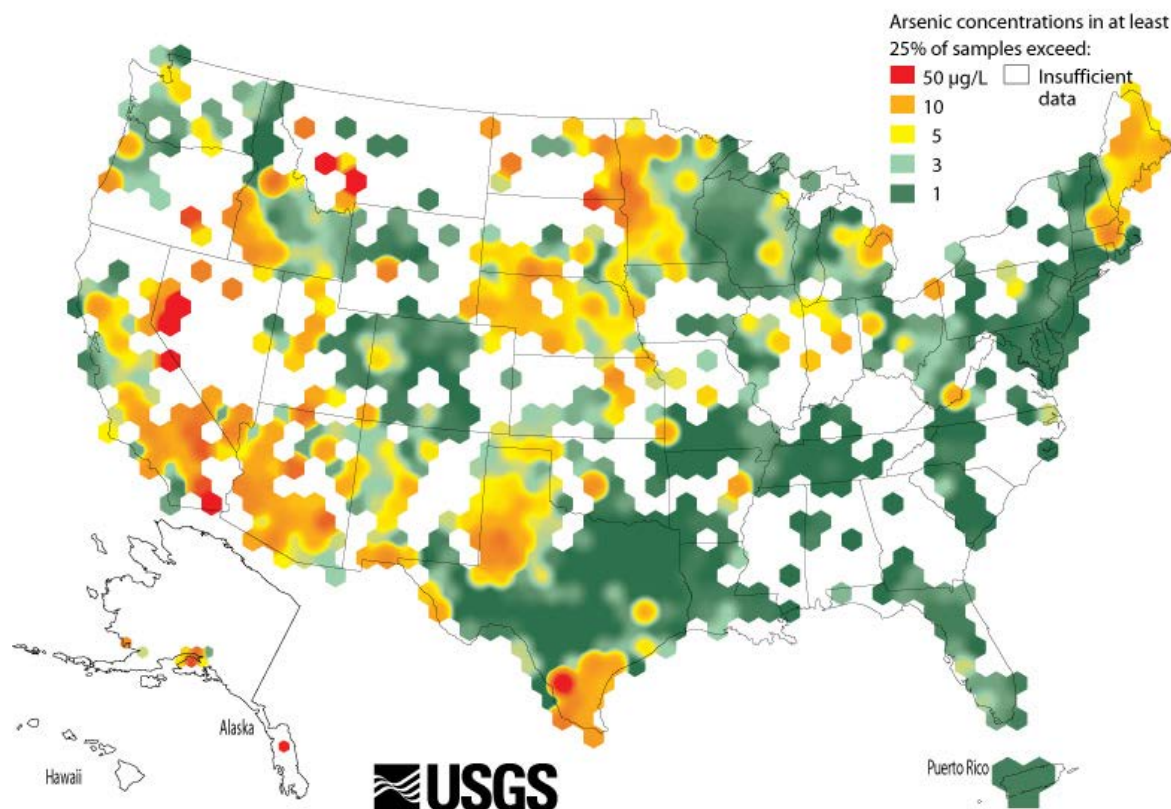 Arsenic concentrations in at least
25% of samples exceed:
50 µg/L
Insufficient
data
10
5
3
1
Alaska
Hawaii
Puerto Rico
USGS